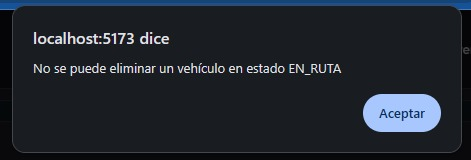 localhost:5173 dice
No se puede eliminar un vehículo en estado EN_RUTA
Aceptar